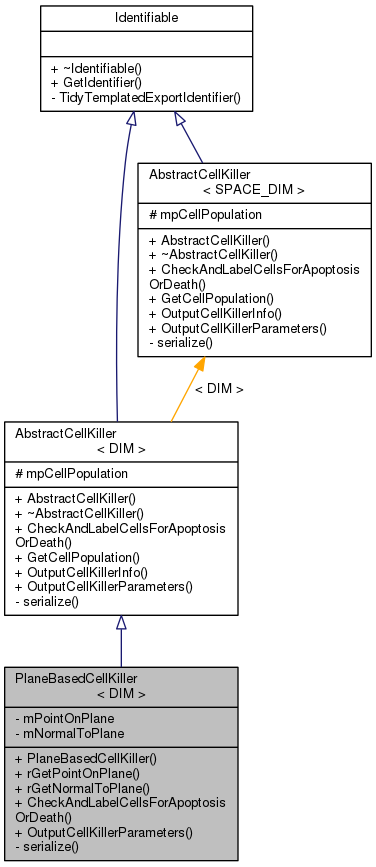 Identifiable
+ ~Identifiable()
+ GetIdentifier()
- TidyTemplatedExportIdentifier()
AbstractCellKiller
< SPACE_DIM >
# mpCellPopulation
+ AbstractCellKiller()
+ ~AbstractCellKiller()
+ CheckAndLabelCellsForApoptosis
OrDeath()
+ GetCellPopulation()
+ OutputCellKillerInfo()
+ OutputCellKillerParameters()
- serialize()
< DIM >
AbstractCellKiller
< DIM >
# mpCellPopulation
+ AbstractCellKiller()
+ ~AbstractCellKiller()
+ CheckAndLabelCellsForApoptosis
OrDeath()
+ GetCellPopulation()
+ OutputCellKillerInfo()
+ OutputCellKillerParameters()
- serialize()
PlaneBasedCellKiller
< DIM >
- mPointOnPlane
- mNormalToPlane
+ PlaneBasedCellKiller()
+ rGetPointOnPlane()
+ rGetNormalToPlane()
+ CheckAndLabelCellsForApoptosis
OrDeath()
+ OutputCellKillerParameters()
- serialize()